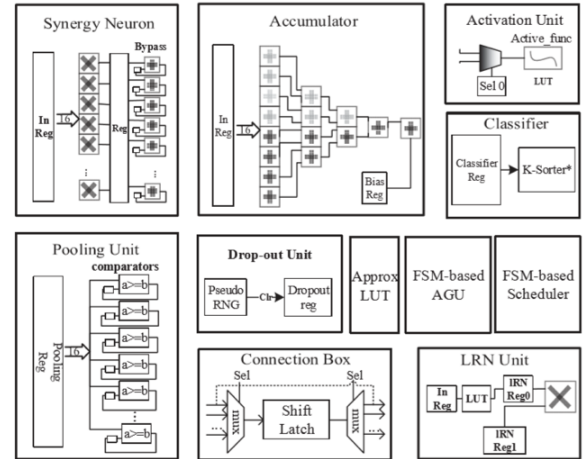 Synergy Neuron
Bypass
In
Reg
16
Reg
...
...
Accumulator
In
Reg
16
Bias
Reg
Activation Unit
Active_func
Sel 0
LUT
Classifier
Classifier
Reg
K-Sorter*
Pooling Unit
comparators
Pooling
Reg
16
a>=b
a>=b
a>=b
a>=b
a>=b
...
a>=b
Drop-out Unit
Pseudo
RNG
Dropout
reg
Approx
LUT
FSM-based
AGU
FSM-based
Scheduler
Connection Box
Sel
Sel
mux
Shift
Latch
mux
...
...
LRN Unit
In
Reg
LUT
IRN
Reg0
IRN
Reg1